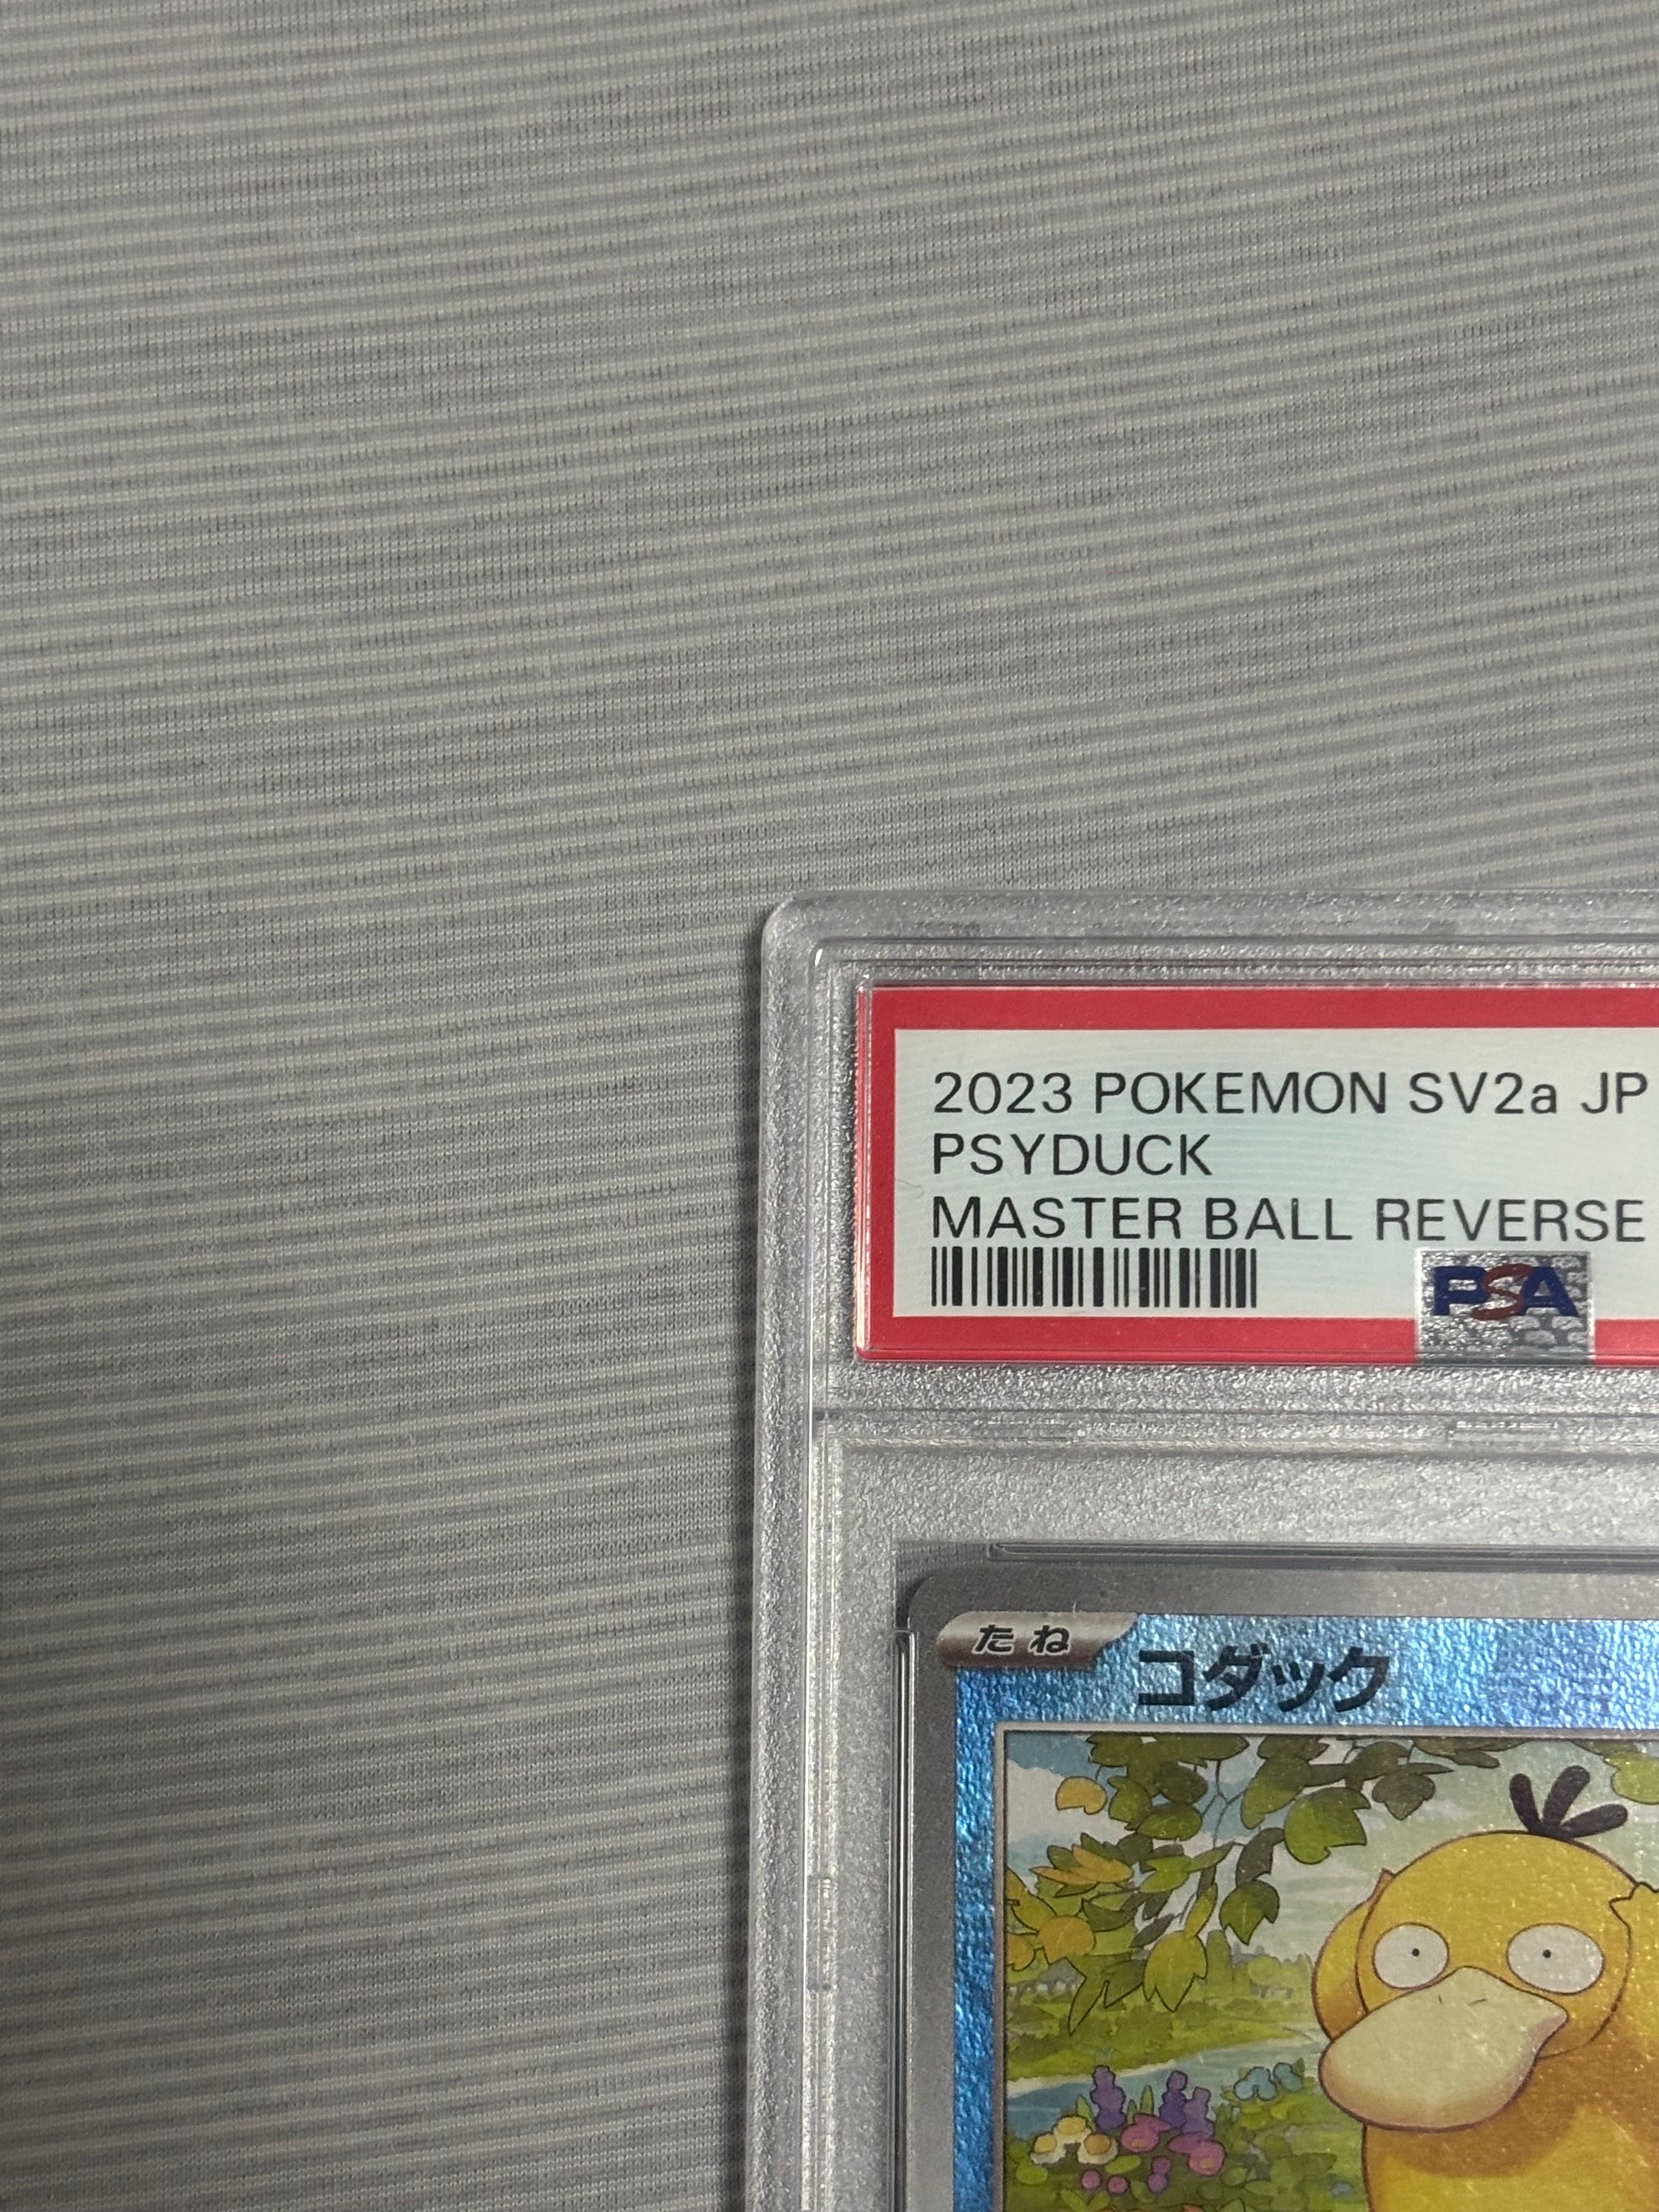 2023 POKEMON SV2a JP
PSYDUCK
MASTER BALL REVERSE
PSA
たね
コダック